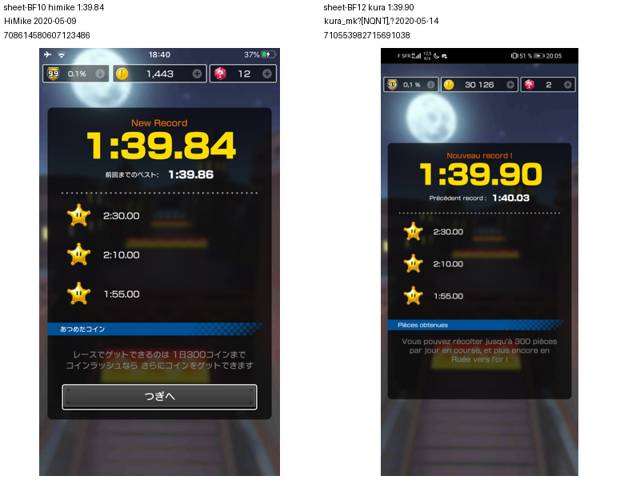 sheet-BF10 himike 1:39.84
HiMike 2020-05-09
708614580607123486
18:40
37%
99 0,1% i
1,443
12
New Record
1:39.84
前回までのベスト: 1:39.86
2:30.00
2:10.00
1:55.00
あつめたコイン
レースでゲットできるのは 1日300コインまで
コインラッシュなら さらにコインをゲットできます
つぎへ
sheet-BF12 kura 1:39.90
kura_mk?[NQNT],? 2020-05-14
710553982715691038
F SFR
51 %
20:05
0,1 % i
30 126
2
Nouveau record !
1:39.90
Précédent record : 1:40.03
2:30.00
2:10.00
1:55.00
Pièces obtenues
Vous pouvez récolter jusqu'à 300 pièces
par jour en course, et plus encore en
Ruée vers l'or !